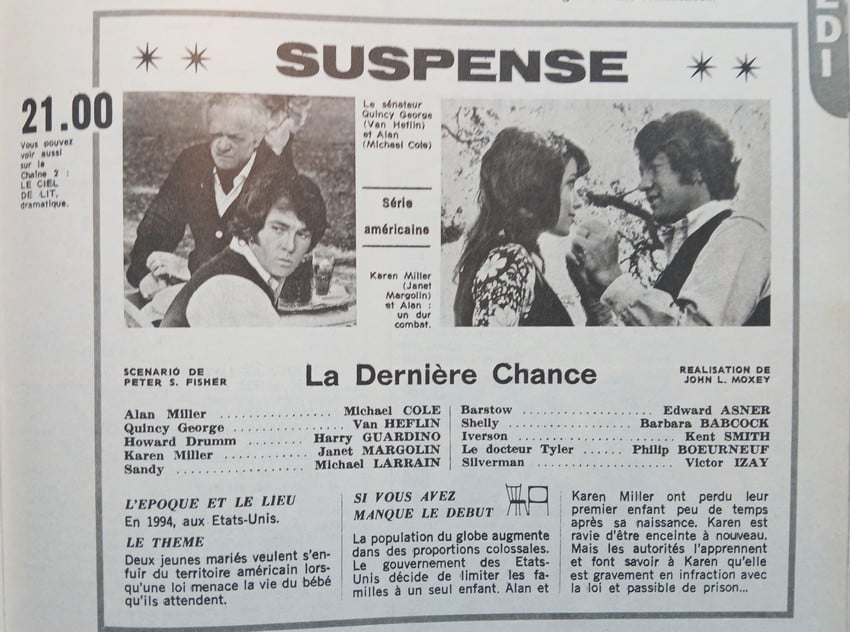 EDI
SUSPENSE
21.00
Vous pouvez
voir aussi
sur la
Chaîne 2 :
LE CIEL
DE LIT,
dramatique.
Le sénateur
Quincy George
(Van Heflin)
et Alan
(Michael Cole)
Série
américaine
Karen Miller
(Janet
Margolin)
et Alan :
un dur
combat.
SCENARIO DE
PETER S. FISHER
La Dernière Chance
REALISATION DE
JOHN L. MOXEY
Alan Miller .................. Michael COLE
Quincy George ................ Van HEFLIN
Howard Drumm ........ Harry GUARDINO
Karen Miller ............ Janet MARGOLIN
Sandy .................. Michael LARRAIN
Barstow .................. Edward ASNER
Shelly .................. Barbara BABCOCK
Iverson .................. Kent SMITH
Le docteur Tyler ...... Philip BOEURNEUF
Silverman .................. Victor IZAY
L'EPOQUE ET LE LIEU
En 1994, aux Etats-Unis.
LE THEME
Deux jeunes mariés veulent s'en-
fuir du territoire américain lors-
qu'une loi menace la vie du bébé
qu'ils attendent.
SI VOUS AVEZ
MANQUE LE DEBUT
La population du globe augmente
dans des proportions colossales.
Le gouvernement des Etats-
Unis décide de limiter les fa-
milles à un seul enfant. Alan et
Karen Miller ont perdu leur
premier enfant peu de temps
après sa naissance. Karen est
ravie d'être enceinte à nouveau.
Mais les autorités l'apprennent
et font savoir à Karen qu'elle
est gravement en infraction avec
la loi et passible de prison...